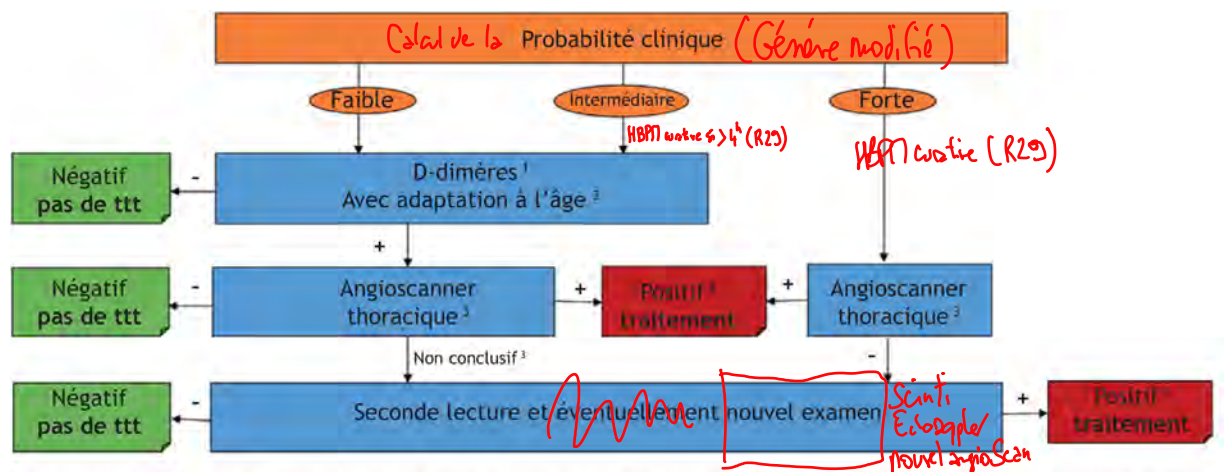 Calcul de la Probabilité clinique (Génève modifié)
Faible
Intermédiaire
Forte
HBPM curative si >4h (R29)
HBPM curative (R29)
Négatif
pas de ttt
-
D-dimères ¹
Avec adaptation à l'âge ³
+
Négatif
pas de ttt
-
Angioscanner
thoracique ³
+
Positif
traitement
+
Angioscanner
thoracique ³
Non conclusif ³
-
Négatif
pas de ttt
-
Seconde lecture et éventuellement nouvel examen
Scinti
Echodoppler
nouvel angioscan
+
Positif
traitement